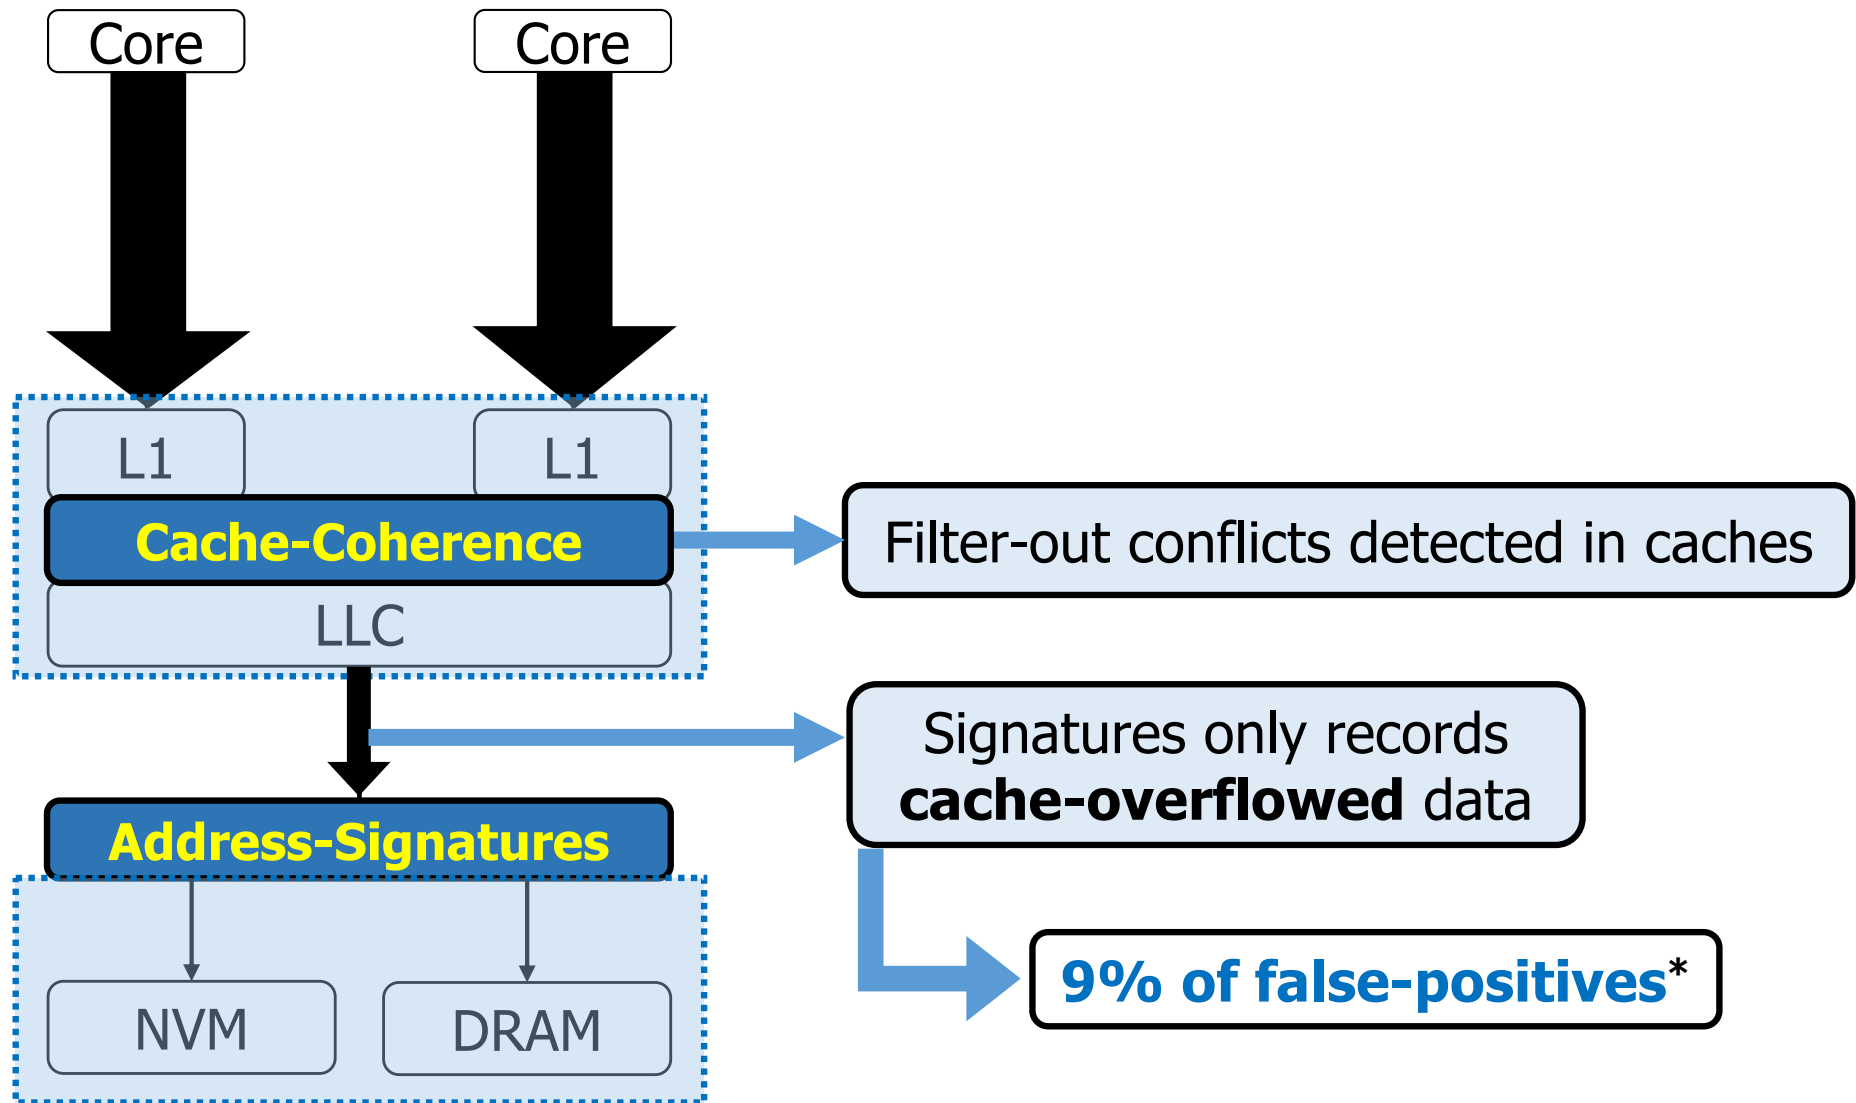 Core
Core
L1
L1
Cache-Coherence
Filter-out conflicts detected in caches
LLC
Signatures only records
cache-overflowed data
Address-Signatures
9% of false-positives*
NVM
DRAM